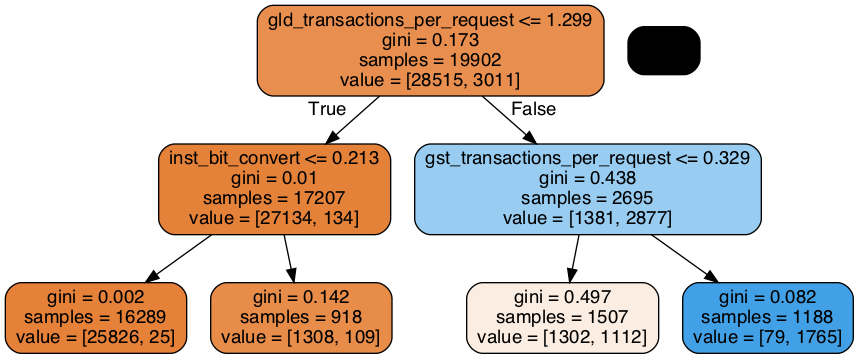 gld_transactions_per_request <= 1.299
gini = 0.173
samples = 19902
value = [28515, 3011]
True
False
inst_bit_convert <= 0.213
gini = 0.01
samples = 17207
value = [27134, 134]
gst_transactions_per_request <= 0.329
gini = 0.438
samples = 2695
value = [1381, 2877]
gini = 0.002
samples = 16289
value = [25826, 25]
gini = 0.142
samples = 918
value = [1308, 109]
gini = 0.497
samples = 1507
value = [1302, 1112]
gini = 0.082
samples = 1188
value = [79, 1765]